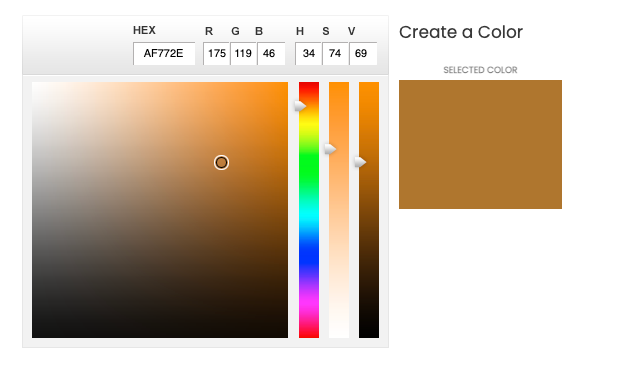 HEX R G B H S V
AF772E 175 119 46 34 74 69
Create a Color
SELECTED COLOR